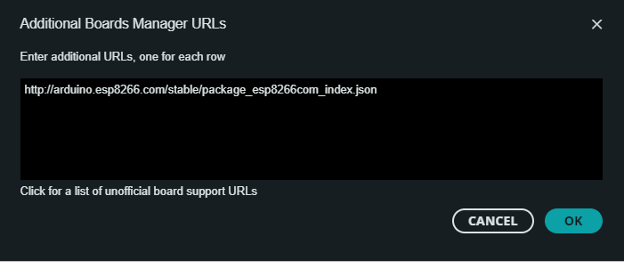 Additional Boards Manager URLs
Enter additional URLs, one for each row
http://arduino.esp8266.com/stable/package_esp8266com_index.json
Click for a list of unofficial board support URLs
CANCEL OK